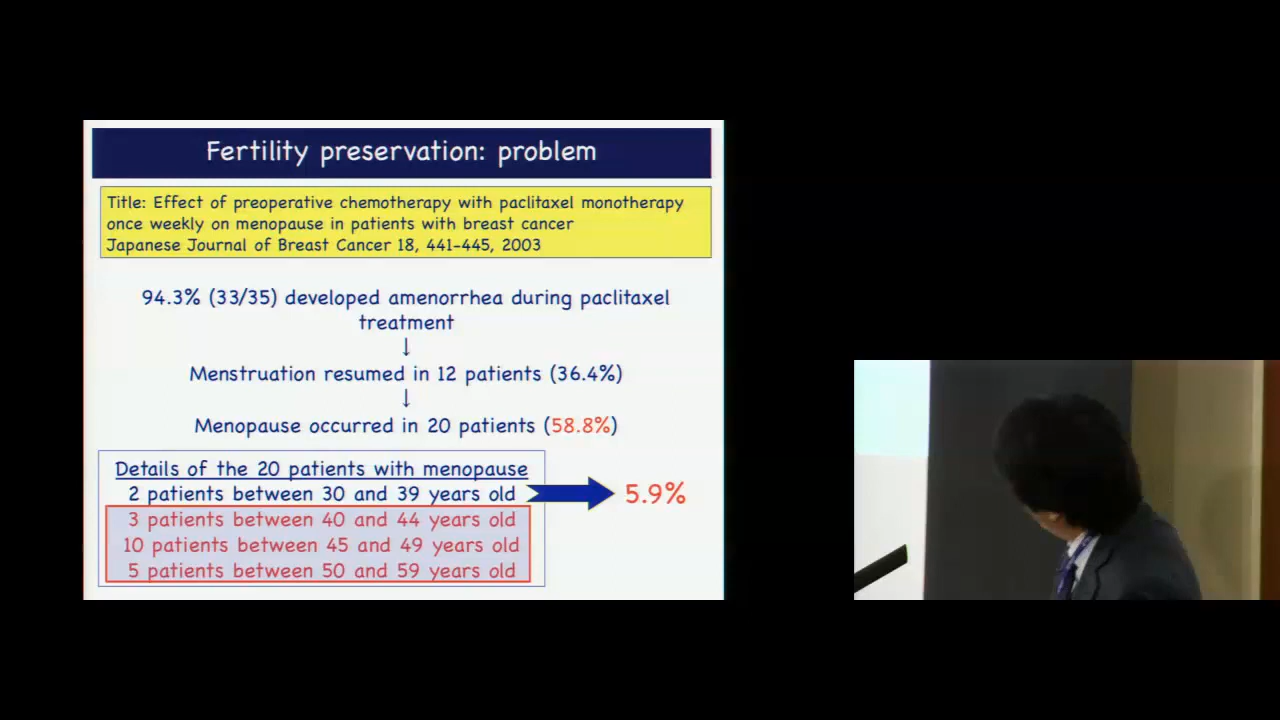 Fertility preservation: problem
Title: Effect of preoperative chemotherapy with paclitaxel monotherapy
once weekly on menopause in patients with breast cancer
Japanese Journal of Breast Cancer 18, 441-445, 2003
94.3% (33/35) developed amenorrhea during paclitaxel
treatment
↓
Menstruation resumed in 12 patients (36.4%)
↓
Menopause occurred in 20 patients (58.8%)
Details of the 20 patients with menopause
2 patients between 30 and 39 years old
5.9%
3 patients between 40 and 44 years old
10 patients between 45 and 49 years old
5 patients between 50 and 59 years old